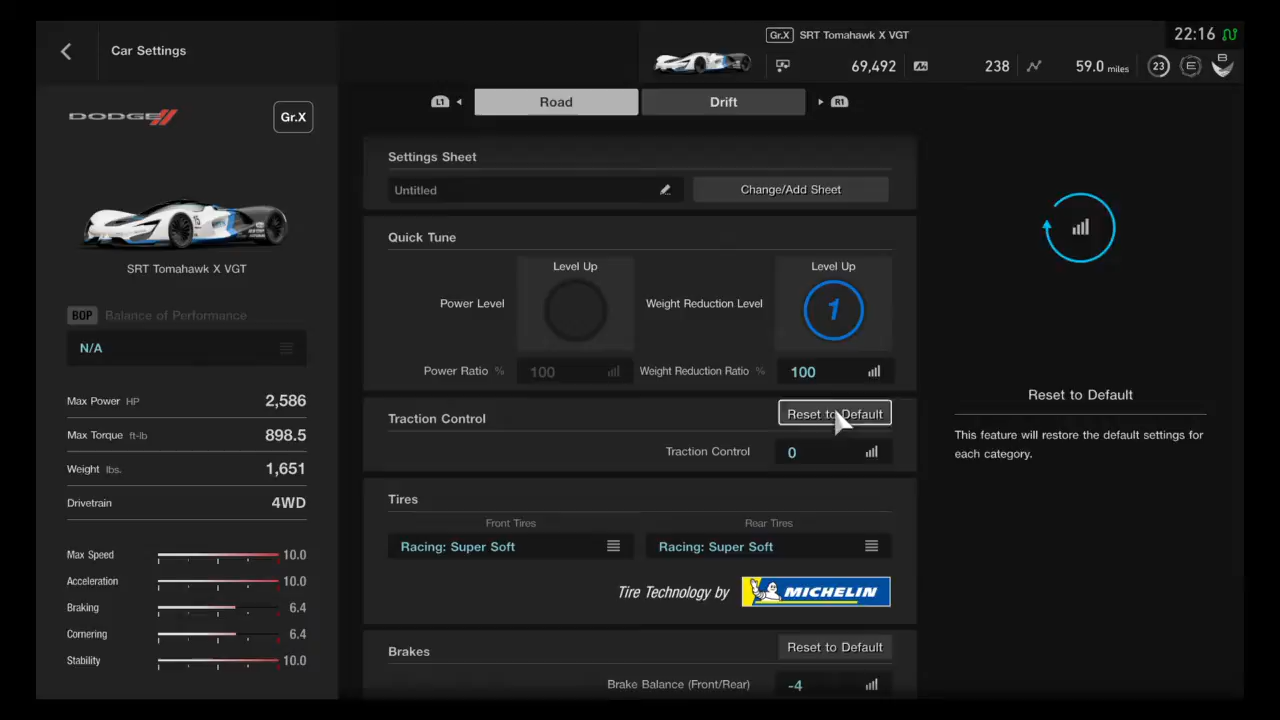 Car Settings
Gr.X SRT Tomahawk X VGT
22:16
69,492 238 59.0 miles 23 E B
DODGE Gr.X
L1 Road Drift R1
Settings Sheet
Untitled Change/Add Sheet
Quick Tune
Level Up Level Up
Power Level Weight Reduction Level 1
Power Ratio % 100 Weight Reduction Ratio % 100
Traction Control Reset to Default
Traction Control 0
Tires
Front Tires Rear Tires
Racing: Super Soft Racing: Super Soft
Tire Technology by MICHELIN
Brakes Reset to Default
Brake Balance (Front/Rear) -4
SRT Tomahawk X VGT
BOP Balance of Performance
N/A
Max Power HP 2,586
Max Torque ft-lb 898.5
Weight lbs. 1,651
Drivetrain 4WD
Max Speed 10.0
Acceleration 10.0
Braking 6.4
Cornering 6.4
Stability 10.0
Reset to Default
This feature will restore the default settings for
each category.